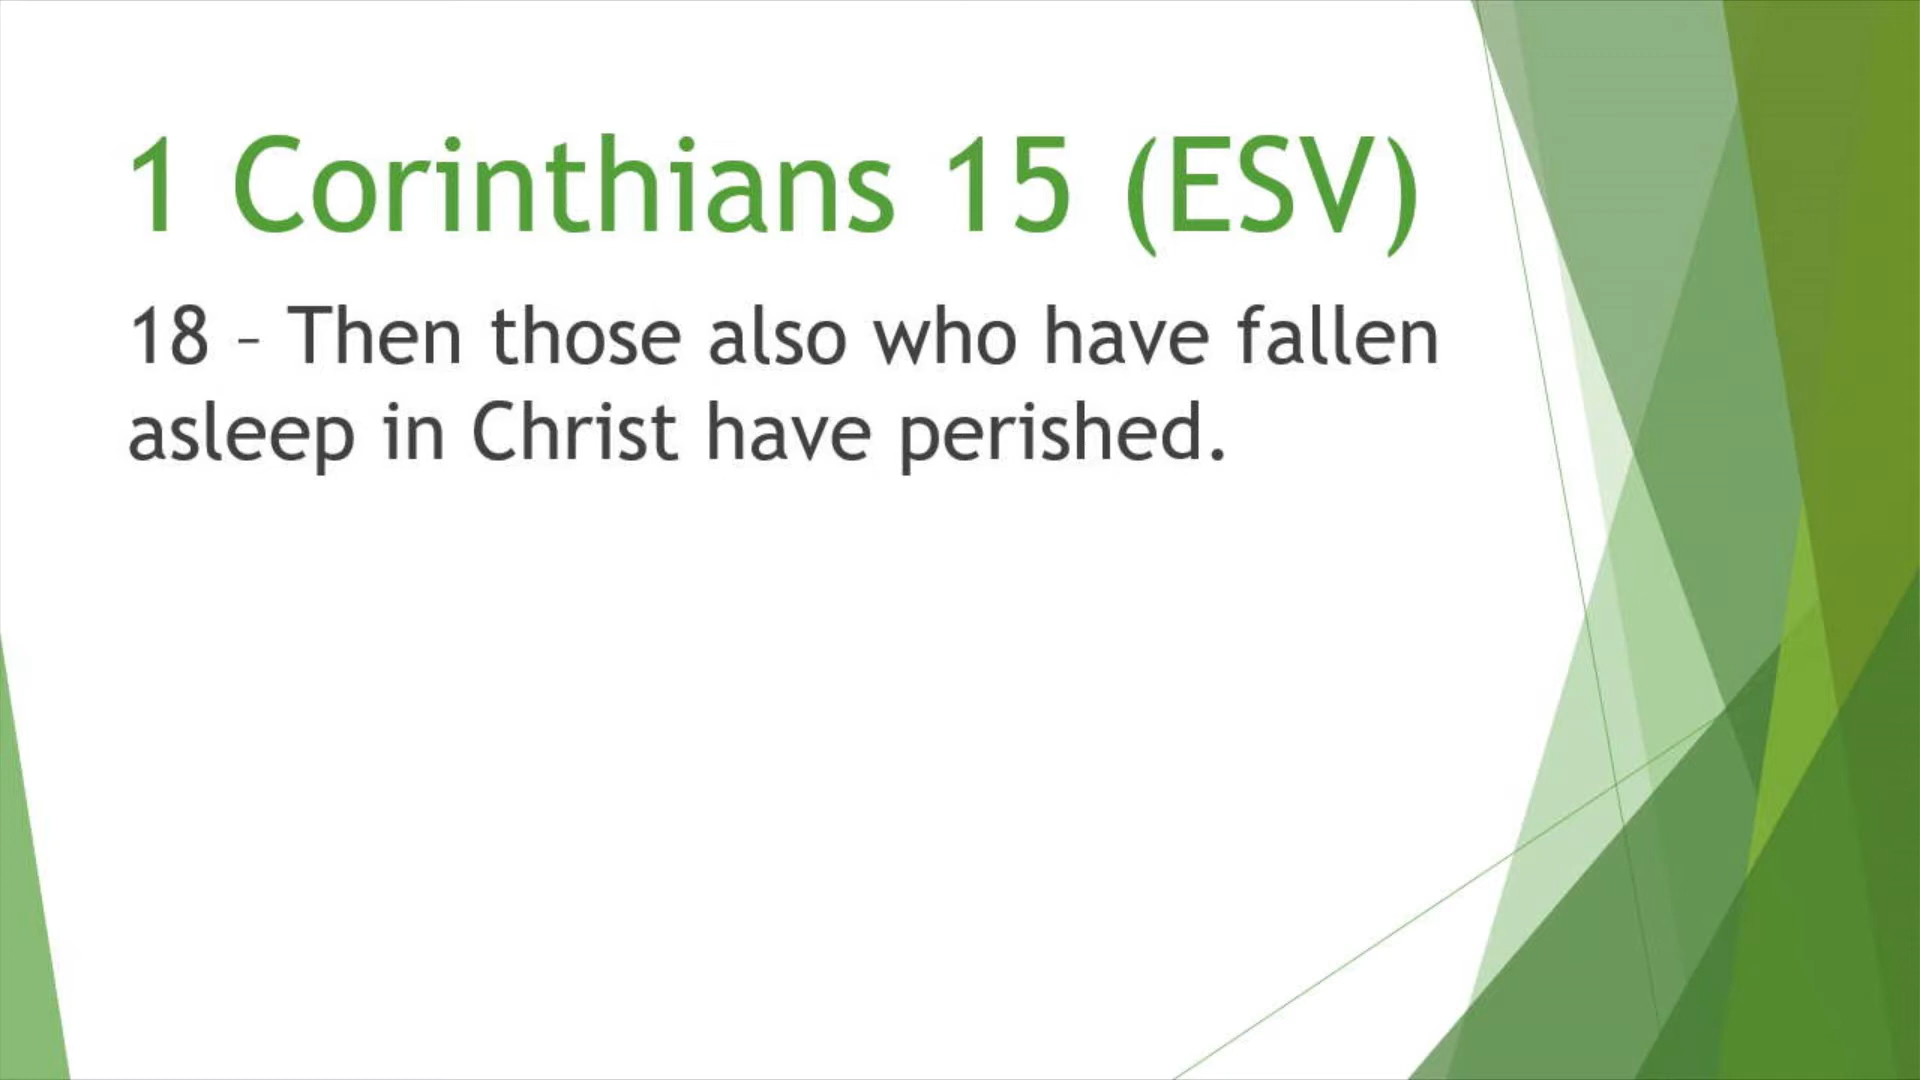 1 Corinthians 15 (ESV)
18 – Then those also who have fallen
asleep in Christ have perished.